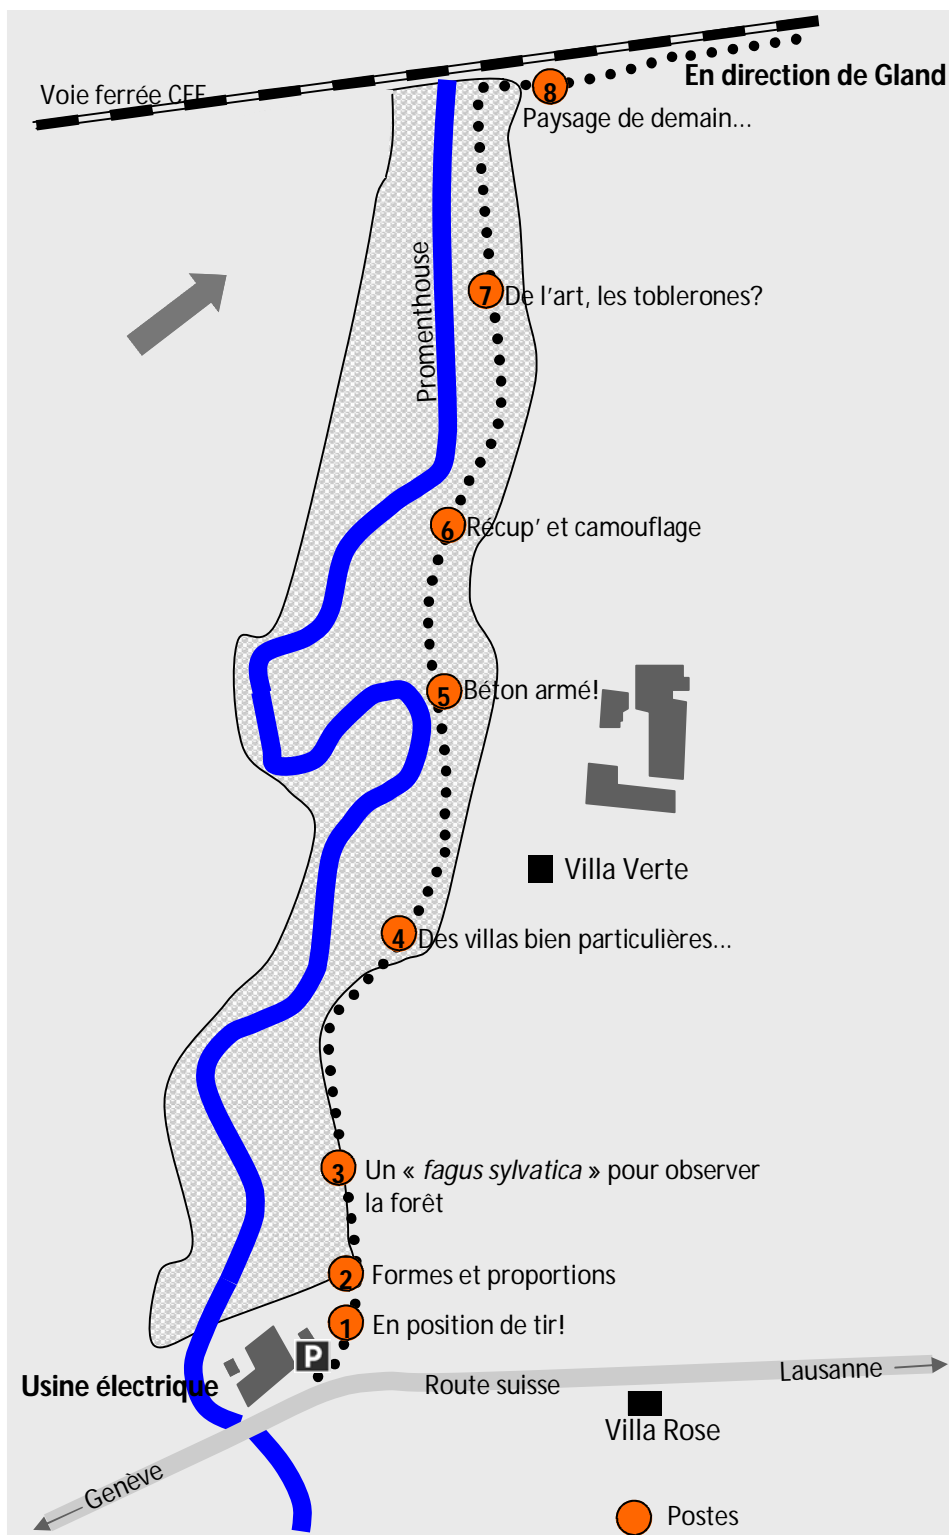 En direction de Gland
Voie ferrée CFF
8
Paysage de demain...
Promenthouse
7 De l'art, les toblerones?
6 Récup' et camouflage
5 Béton armé!
Villa Verte
4 Des villas bien particulières...
3 Un « fagus sylvatica » pour observer
la forêt
2 Formes et proportions
1 En position de tir!
P
Usine électrique
Route suisse
Lausanne
Villa Rose
Genève
Postes